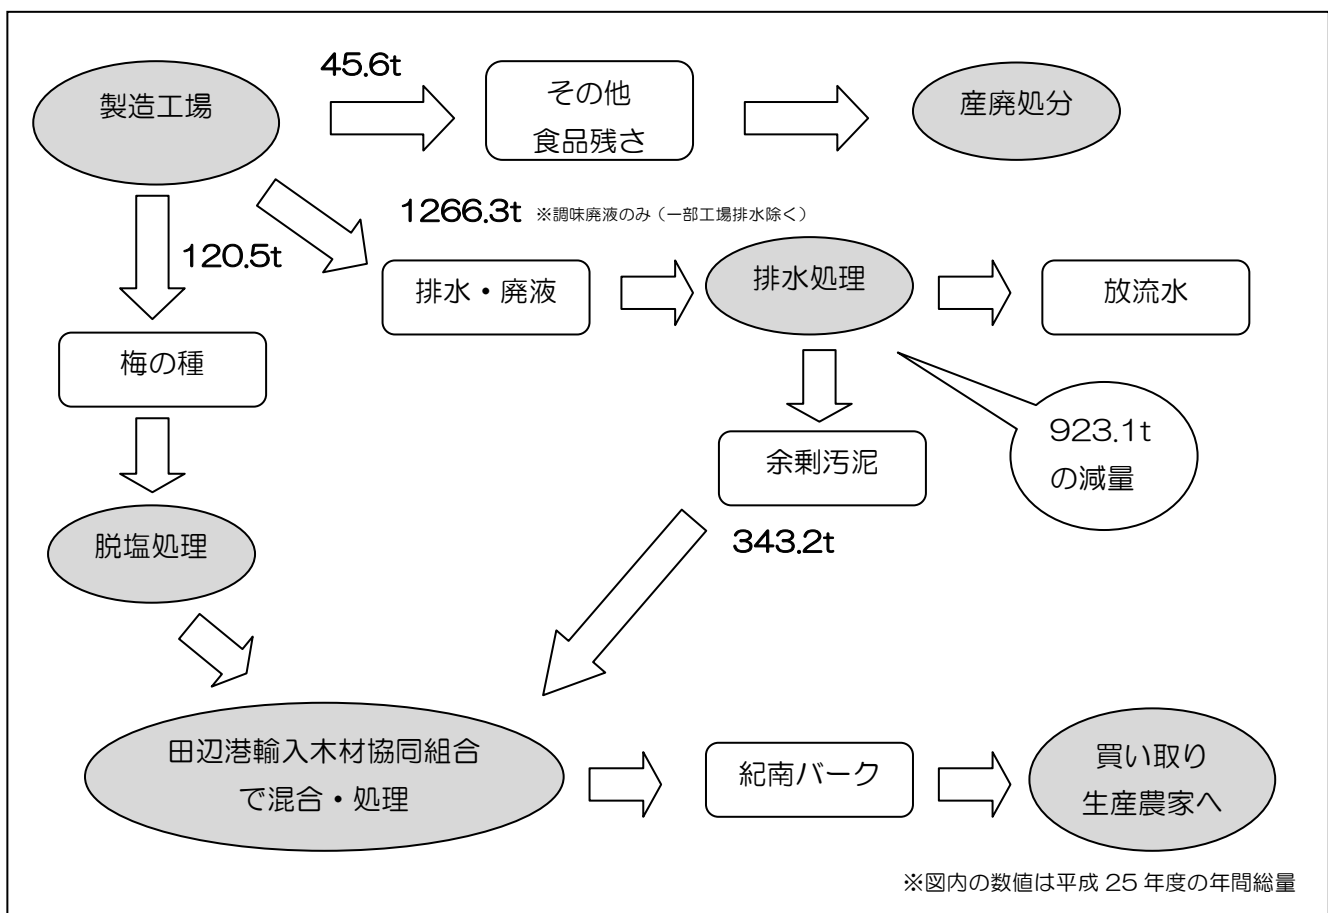 45.6t
製造工場
その他
食品残さ
産廃処分
1266.3t ※調味廃液のみ（一部工場排水除く）
120.5t
排水・廃液
排水処理
放流水
梅の種
923.1t
の減量
余剰汚泥
343.2t
脱塩処理
田辺港輸入木材協同組合
で混合・処理
紀南バーク
買い取り
生産農家へ
※図内の数値は平成 25 年度の年間総量